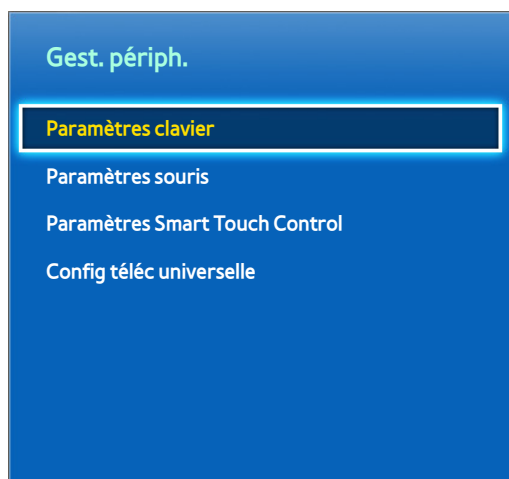 Gest. périph.
Paramètres clavier
Paramètres souris
Paramètres Smart Touch Control
Config téléc universelle